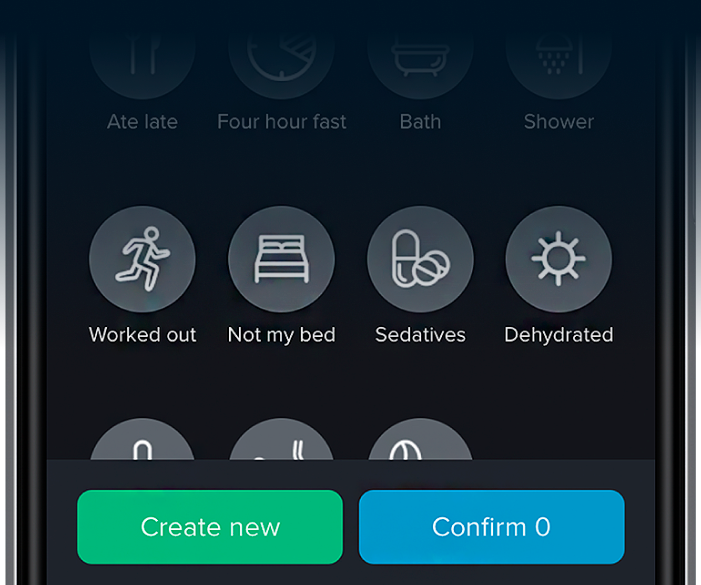 Ate late Four hour fast Bath Shower
Worked out Not my bed Sedatives Dehydrated
Create new Confirm 0